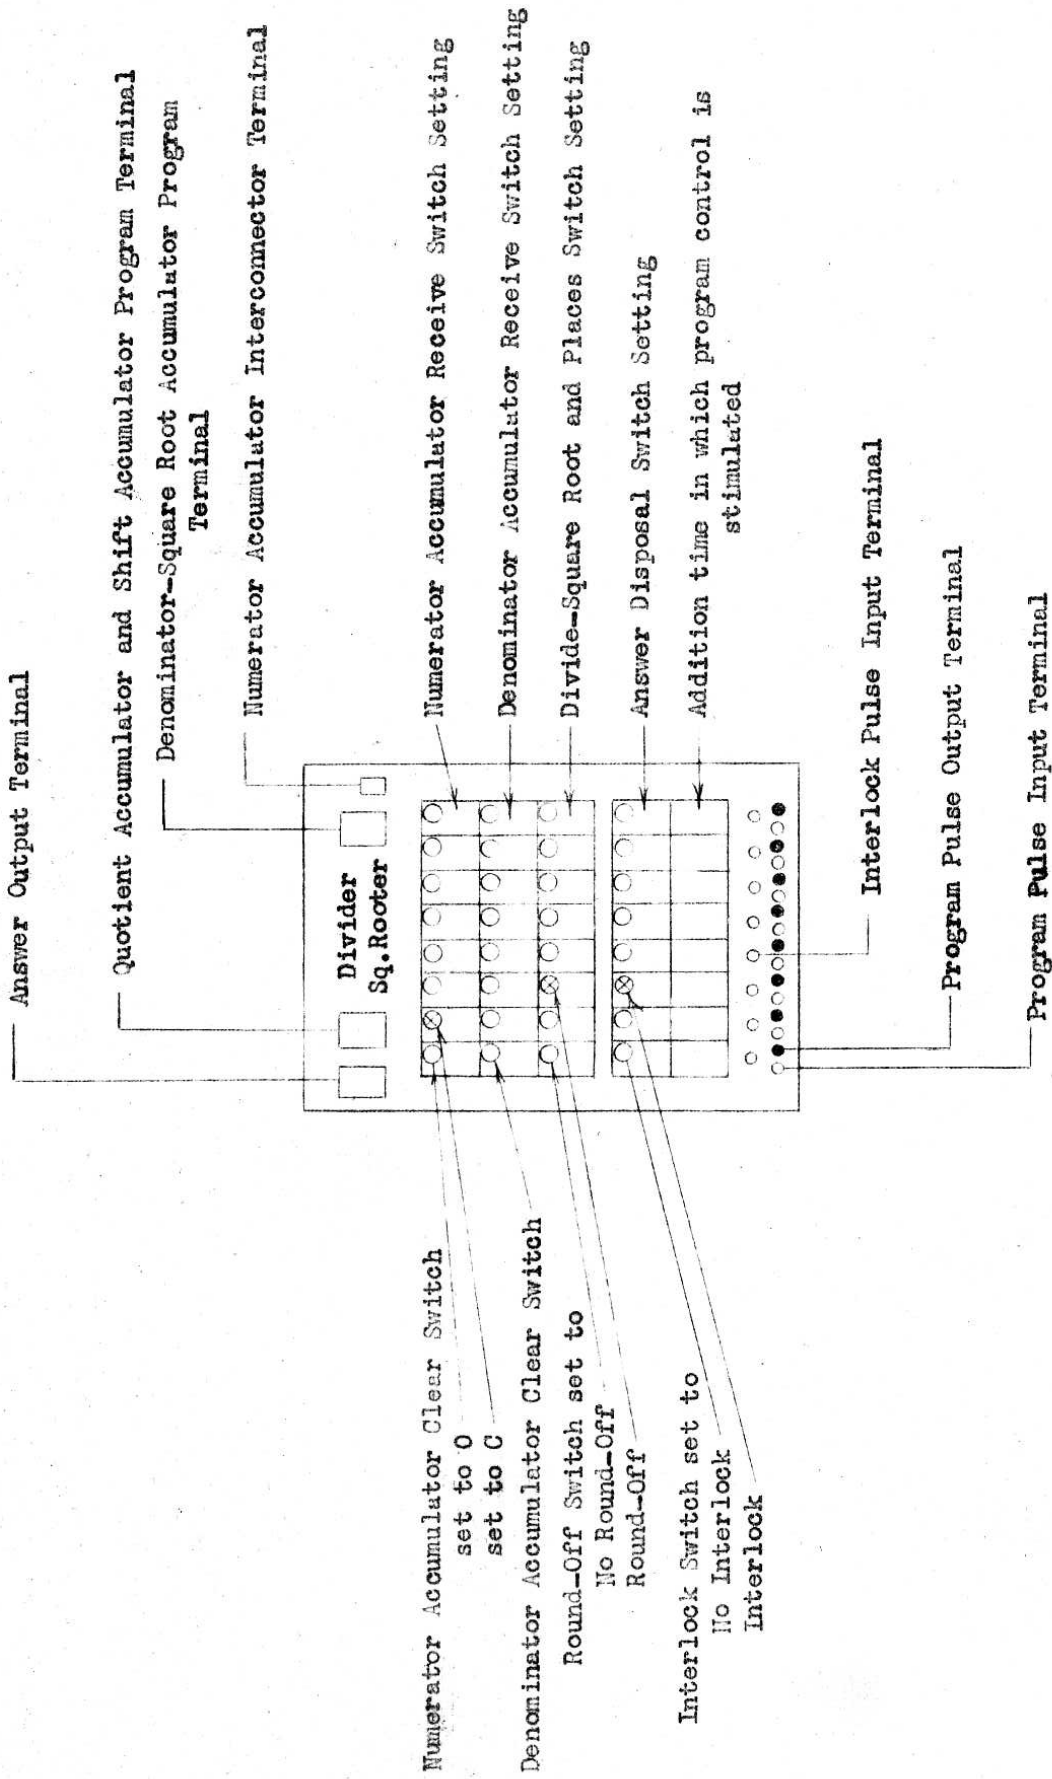 Answer Output Terminal
Quotient Accumulator and Shift Accumulator Program Terminal
Denominator-Square Root Accumulator Program
Terminal
Numerator Accumulator Interconnector Terminal
Divider
Sq.Rooter
Numerator Accumulator Receive Switch Setting
Denominator Accumulator Receive Switch Setting
Divide-Square Root and Places Switch Setting
Answer Disposal Switch Setting
Addition time in which program control is
stimulated
Interlock Pulse Input Terminal
Program Pulse Output Terminal
Program Pulse Input Terminal
Numerator Accumulator Clear Switch
set to O
set to C
Denominator Accumulator Clear Switch
Round-Off Switch set to
No Round-Off
Round-Off
Interlock Switch set to
No Interlock
Interlock